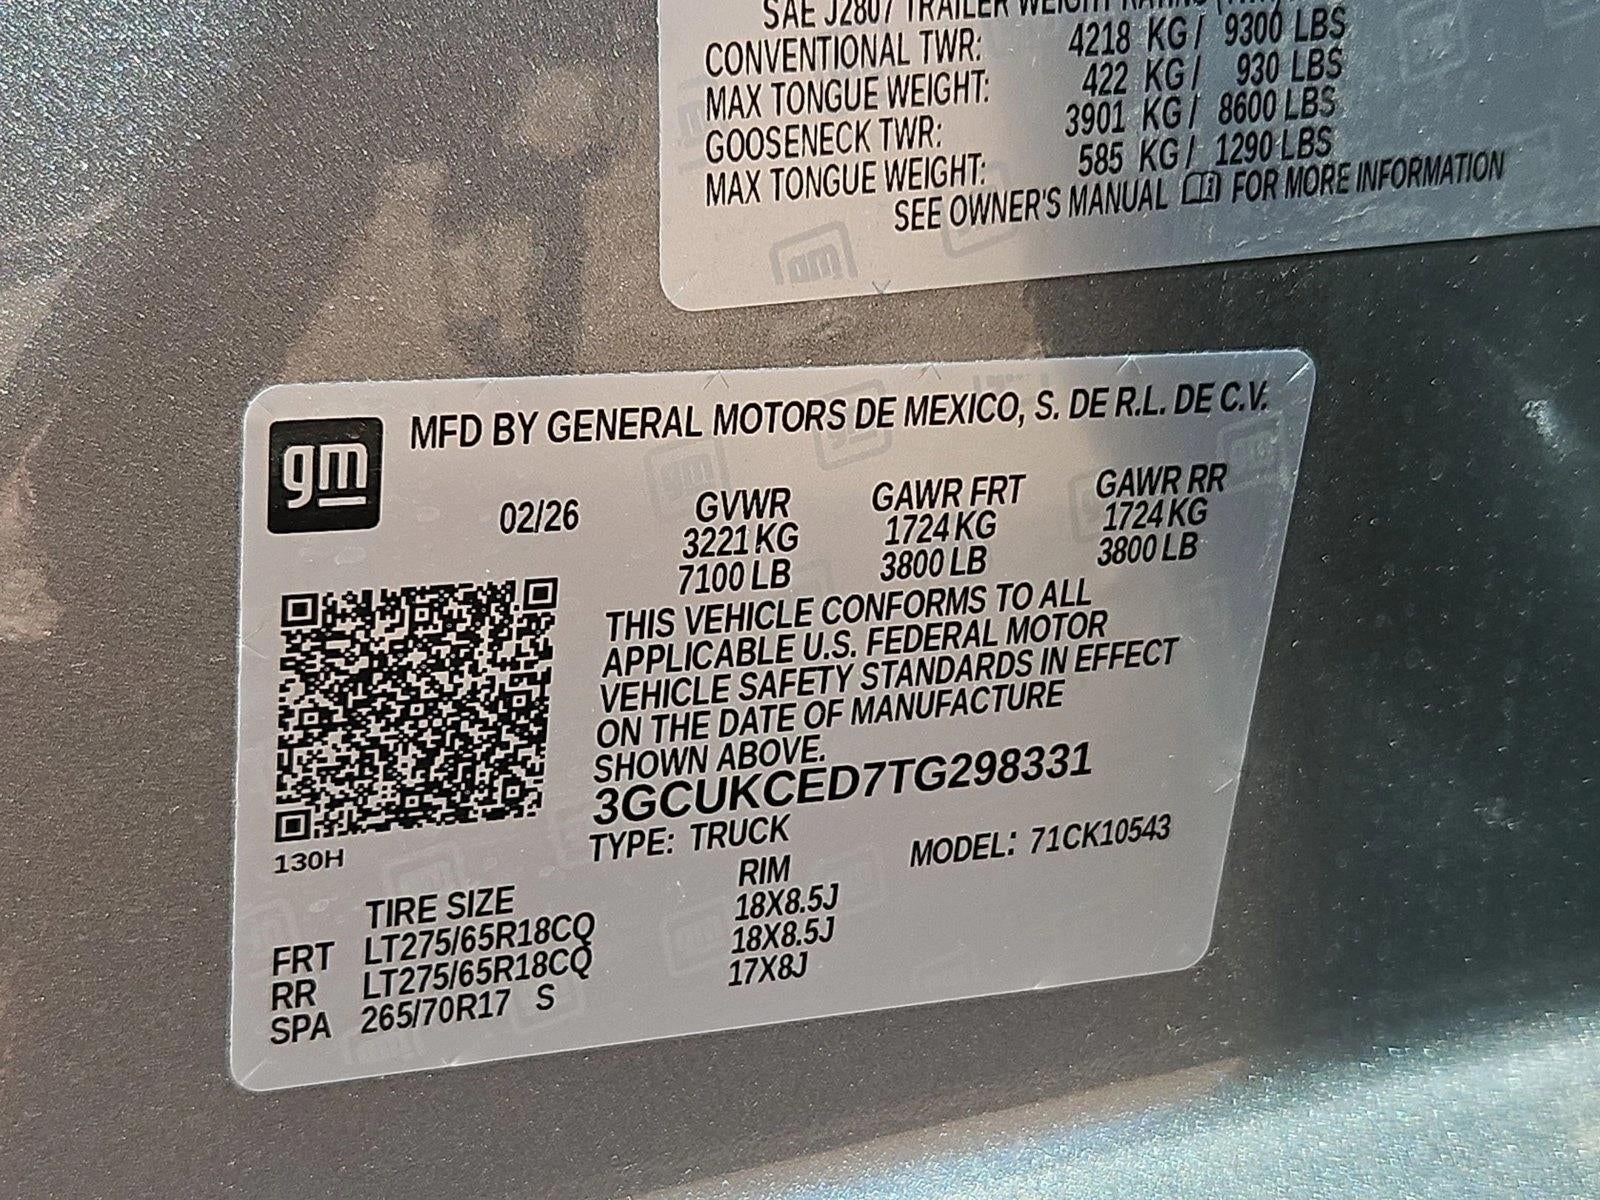 SAE J2807 TRAILER WEIGHT RATING
CONVENTIONAL TWR: 4218 KG / 9300 LBS
MAX TONGUE WEIGHT: 422 KG / 930 LBS
GOOSENECK TWR: 3901 KG / 8600 LBS
MAX TONGUE WEIGHT: 585 KG / 1290 LBS
SEE OWNER'S MANUAL FOR MORE INFORMATION
gm
gm
MFD BY GENERAL MOTORS DE MEXICO, S. DE R.L. DE C.V.
02/26 GVWR GAWR FRT GAWR RR
3221 KG 1724 KG 1724 KG
7100 LB 3800 LB 3800 LB
THIS VEHICLE CONFORMS TO ALL
APPLICABLE U.S. FEDERAL MOTOR
VEHICLE SAFETY STANDARDS IN EFFECT
ON THE DATE OF MANUFACTURE
SHOWN ABOVE.
3GCUKCED7TG298331
TYPE: TRUCK MODEL: 71CK10543
130H
TIRE SIZE RIM
FRT LT275/65R18CQ 18X8.5J
RR LT275/65R18CQ 18X8.5J
SPA 265/70R17 S 17X8J